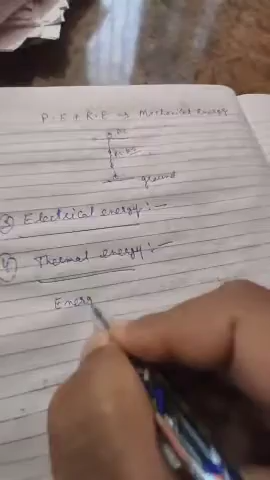 P.E + K.E => Mechanical energy
ground
③ Electrical energy :-
④ Thermal energy :-
Energ